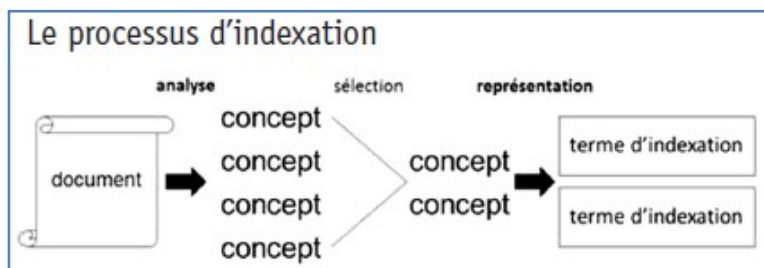 Le processus d'indexation
analyse sélection représentation
concept
concept
concept
concept
document
concept
concept
terme d'indexation
terme d'indexation